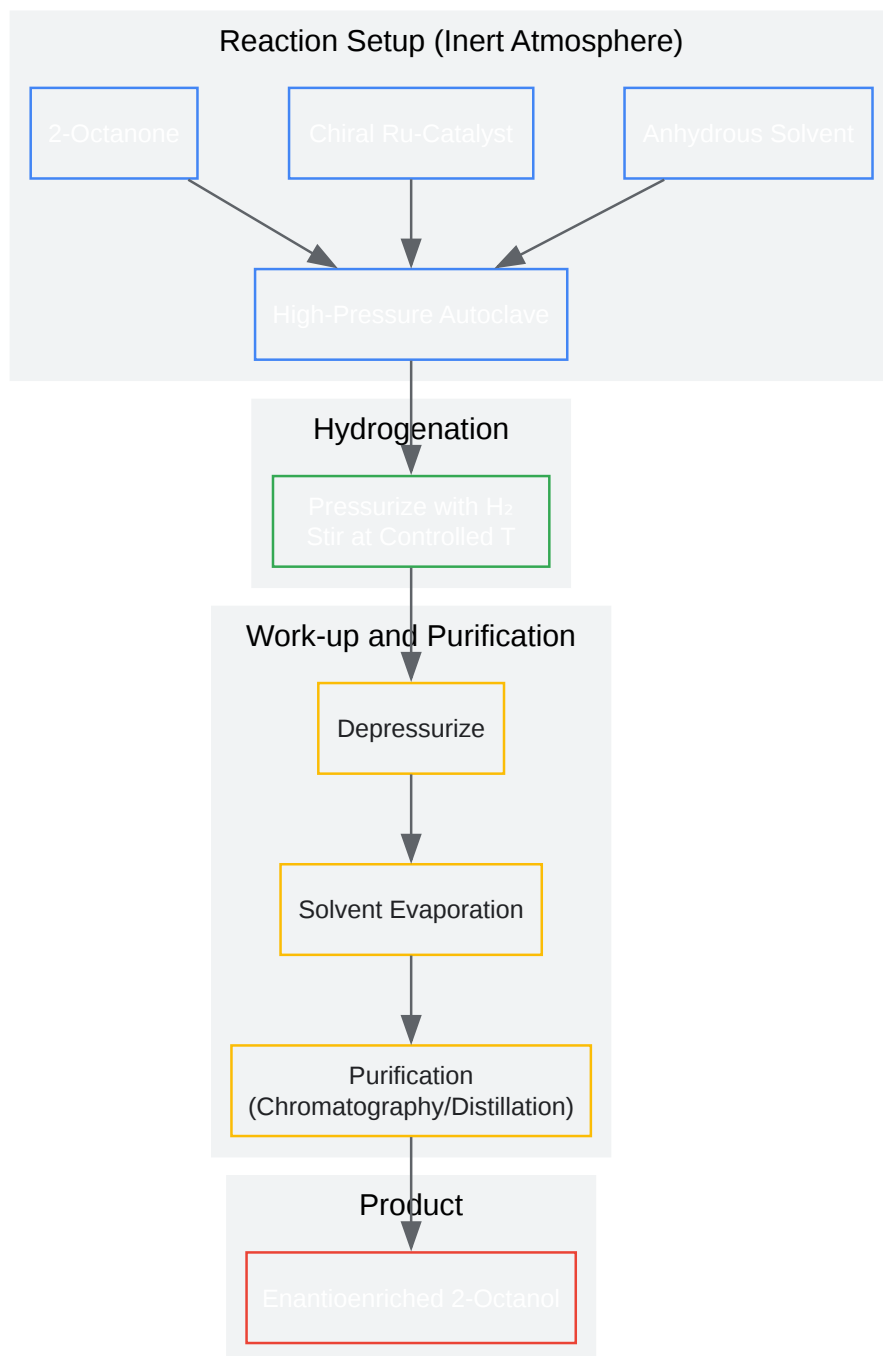 Reaction Setup (Inert Atmosphere)
2-Octanone
Chiral Ru-Catalyst
Anhydrous Solvent
High-Pressure Autoclave
Hydrogenation
Pressurize with H₂
Stir at Controlled T
Work-up and Purification
Depressurize
Solvent Evaporation
Purification
(Chromatography/Distillation)
Product
Enantioenriched 2-Octanol